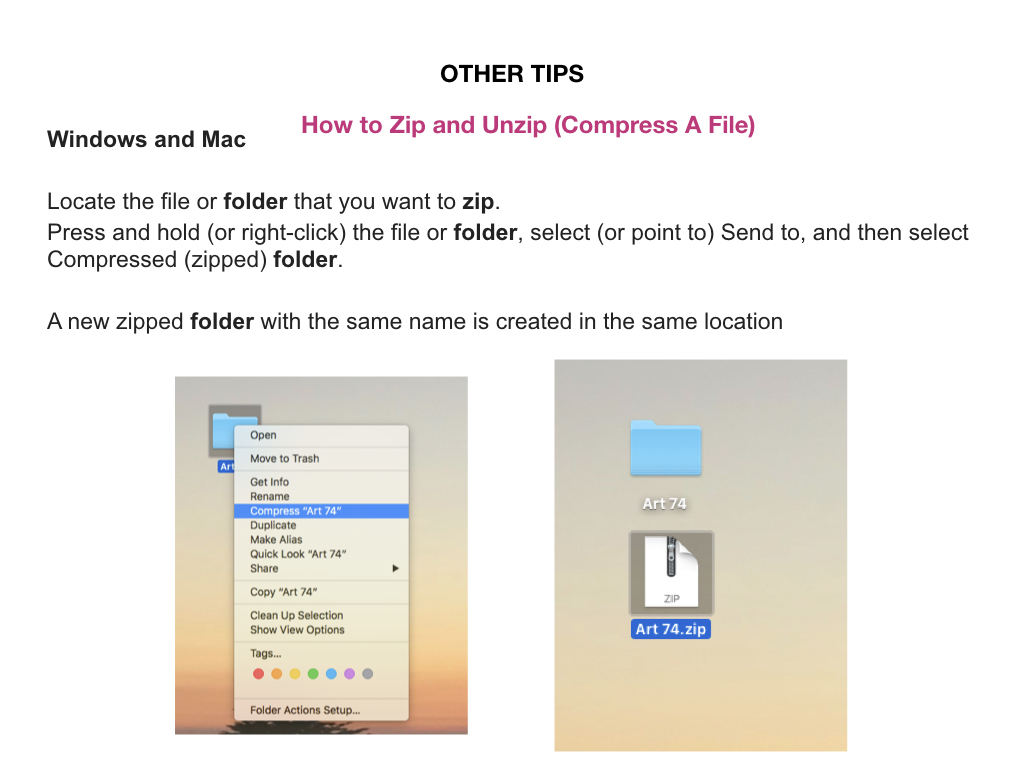 OTHER TIPS
How to Zip and Unzip (Compress A File)
Windows and Mac
Locate the file or folder that you want to zip.
Press and hold (or right-click) the file or folder, select (or point to) Send to, and then select
Compressed (zipped) folder.
A new zipped folder with the same name is created in the same location
Art
Open
Move to Trash
Get Info
Rename
Compress “Art 74”
Duplicate
Make Alias
Quick Look “Art 74”
Share
Copy “Art 74”
Clean Up Selection
Show View Options
Tags...
Folder Actions Setup...
Art 74
ZIP
Art 74.zip